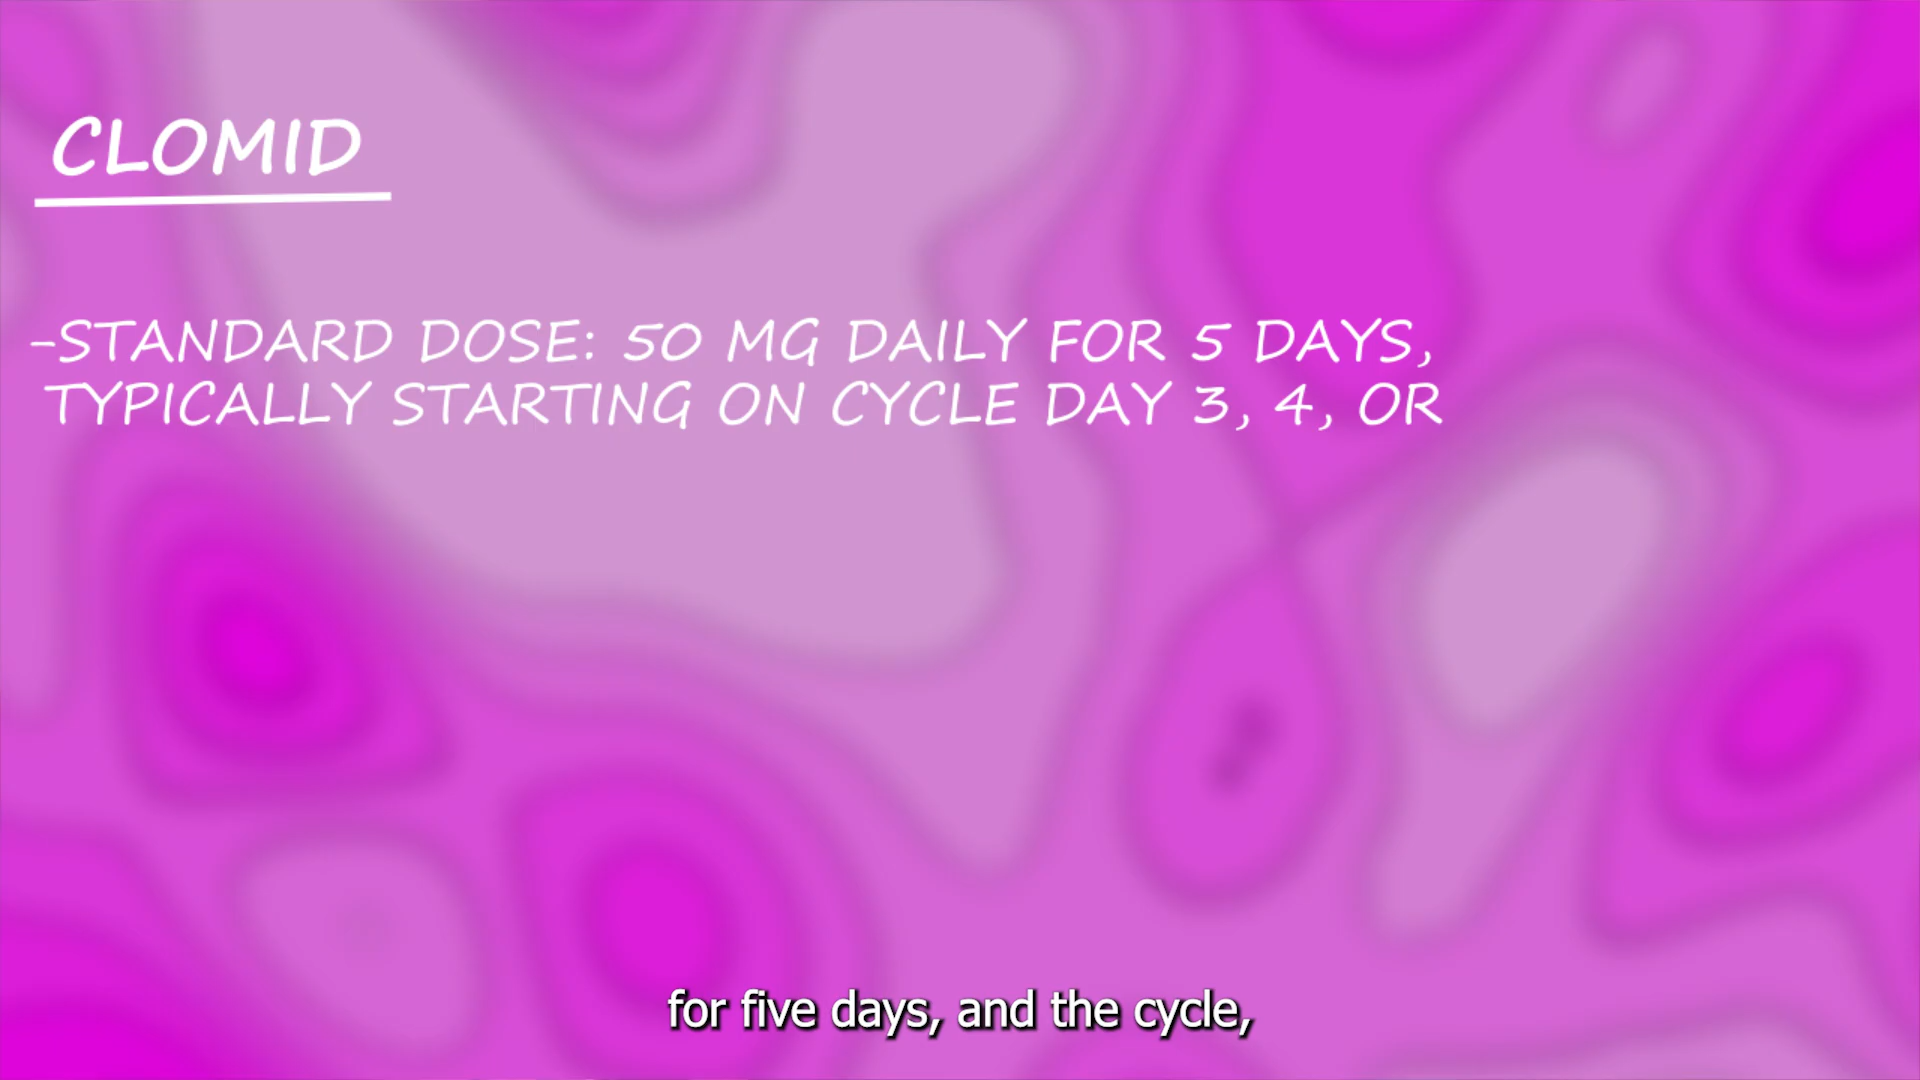 CLOMID
-STANDARD DOSE: 50 MG DAILY FOR 5 DAYS,
TYPICALLY STARTING ON CYCLE DAY 3, 4, OR
for five days, and the cycle,